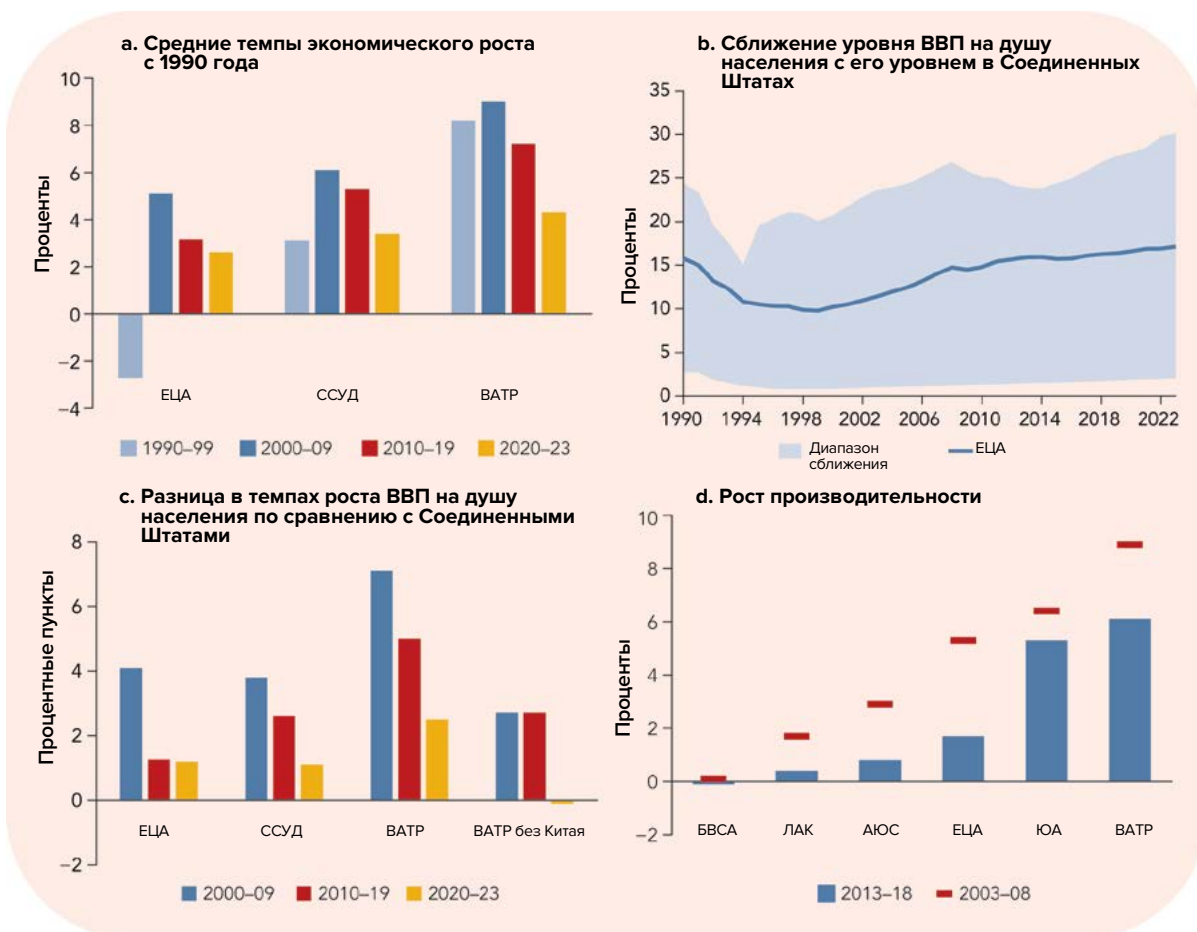 a. Средние темпы экономического роста
с 1990 года
Проценты
10
8
6
4
2
0
−2
−4
ЕЦА
ССУД
ВАТР
1990–99
2000–09
2010–19
2020–23
b. Сближение уровня ВВП на душу
населения с его уровнем в Соединенных
Штатах
Проценты
35
30
25
20
15
10
5
0
1990
1994
1998
2002
2006
2010
2014
2018
2022
Диапазон
сближения
ЕЦА
c. Разница в темпах роста ВВП на душу
населения по сравнению с Соединенными
Штатами
Процентные пункты
8
6
4
2
0
−2
ЕЦА
ССУД
ВАТР
ВАТР без Китая
2000–09
2010–19
2020–23
d. Рост производительности
Проценты
10
8
6
4
2
0
−2
БВСА
ЛАК
АЮС
ЕЦА
ЮА
ВАТР
2013–18
2003–08